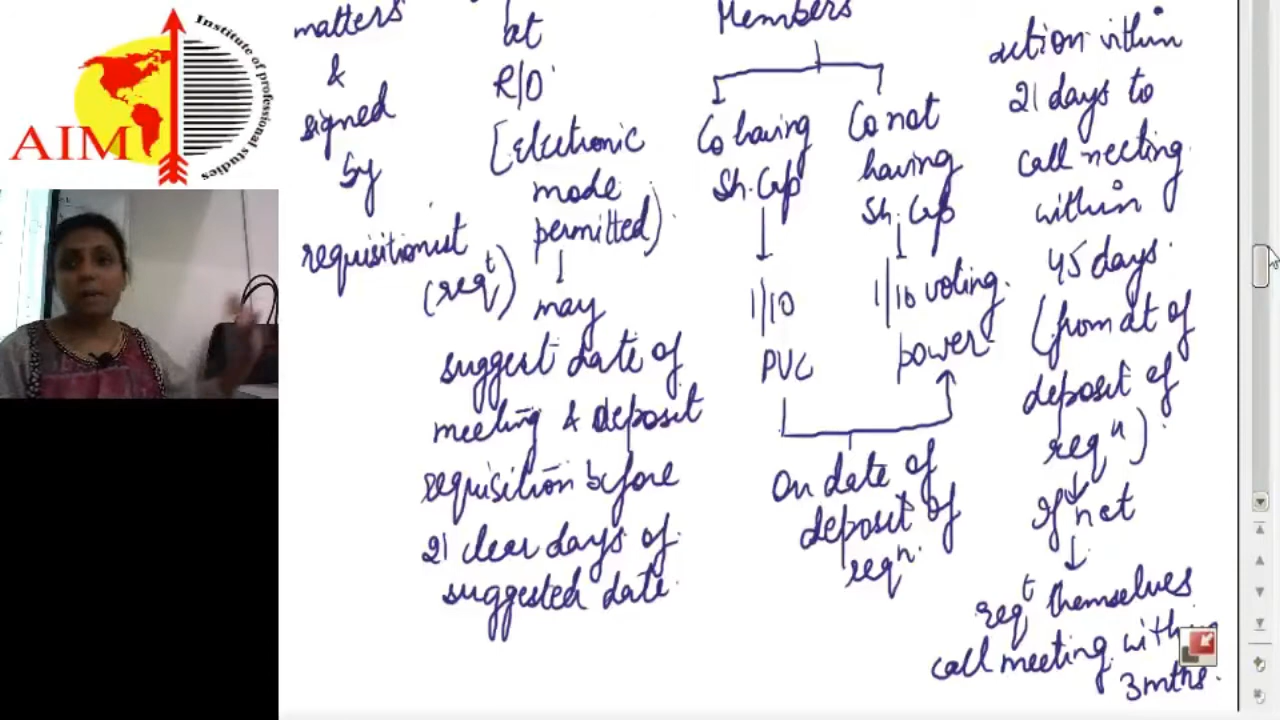 AIM
Institute of professional studies
matters
&
signed
by
requisitionist
(reqt)
at
R/O
[Electronic
mode
permitted)
may
suggest date of
meeting & deposit
requisition before
21 clear days of
suggested date.
Members
Co having
Sh. Cap
1/10
PUC
Co not
having
Sh. Cap
1/10 voting
power
On date of
deposit of
reqn.
action within
21 days to
call meeting
within
45 days.
(from dt of
deposit of
reqn).
If not
reqt themselves
call meeting within
3 mths.